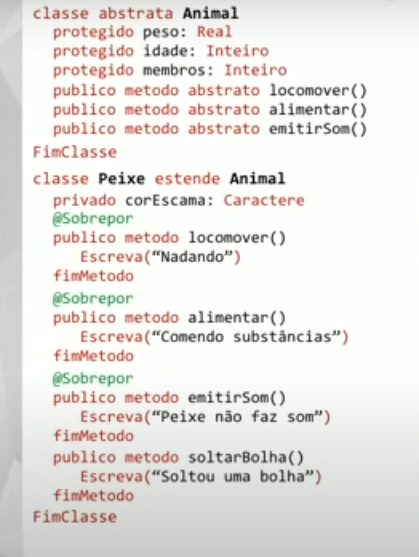 classe abstrata Animal
protegido peso: Real
protegido idade: Inteiro
protegido membros: Inteiro
publico metodo abstrato locomover()
publico metodo abstrato alimentar()
publico metodo abstrato emitirSom()
FimClasse
classe Peixe estende Animal
privado corEscama: Caractere
@Sobrepor
publico metodo locomover()
Escreva(“Nadando”)
fimMetodo
@Sobrepor
publico metodo alimentar()
Escreva(“Comendo substâncias”)
fimMetodo
@Sobrepor
publico metodo emitirSom()
Escreva(“Peixe não faz som”)
fimMetodo
publico metodo soltarBolha()
Escreva(“Soltou uma bolha”)
fimMetodo
FimClasse